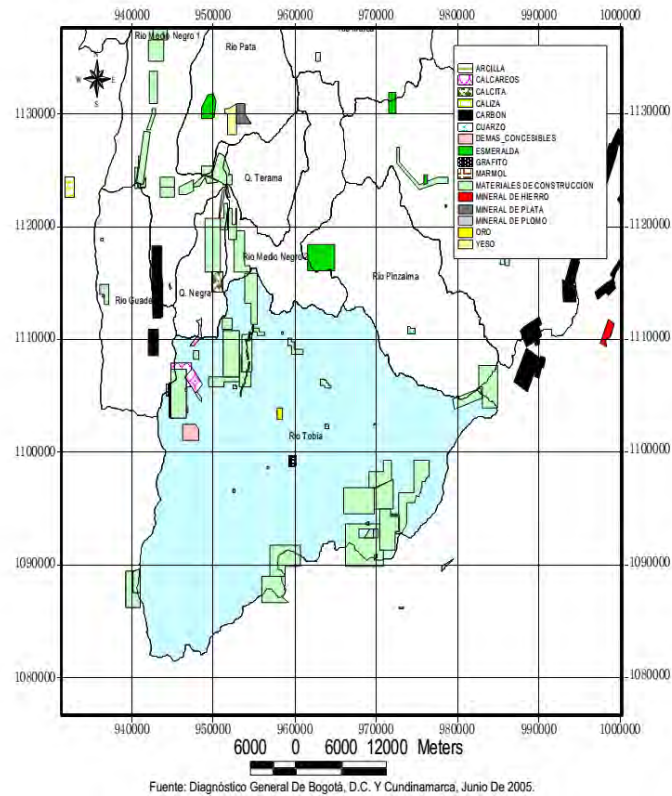 940000 950000 960000 970000 980000 990000 1000000
Rio Medio Negro 1
Rio Pata
N
W E
S
ARCILLA
CALCAREOS
CALCITA
CALIZA
CARBON
CUARZO
DEMAS_CONCESIBLES
ESMERALDA
GRAFITO
MARMOL
MATERIALES DE CONSTRUCCION
MINERAL DE HIERRO
MINERAL DE PLATA
MINERAL DE PLOMO
ORO
YESO
1130000 1130000
Q. Terama
1120000 1120000
Rio Medio Negro 2
Rio Pinzaima
Q. Negra
1110000 1110000
Rio Tobia
1100000 1100000
1090000 1090000
1080000 1080000
940000 950000 960000 970000 980000 990000 1000000
6000 0 6000 12000 Meters
Fuente: Diagnóstico General De Bogotá, D.C. Y Cundinamarca, Junio De 2005.